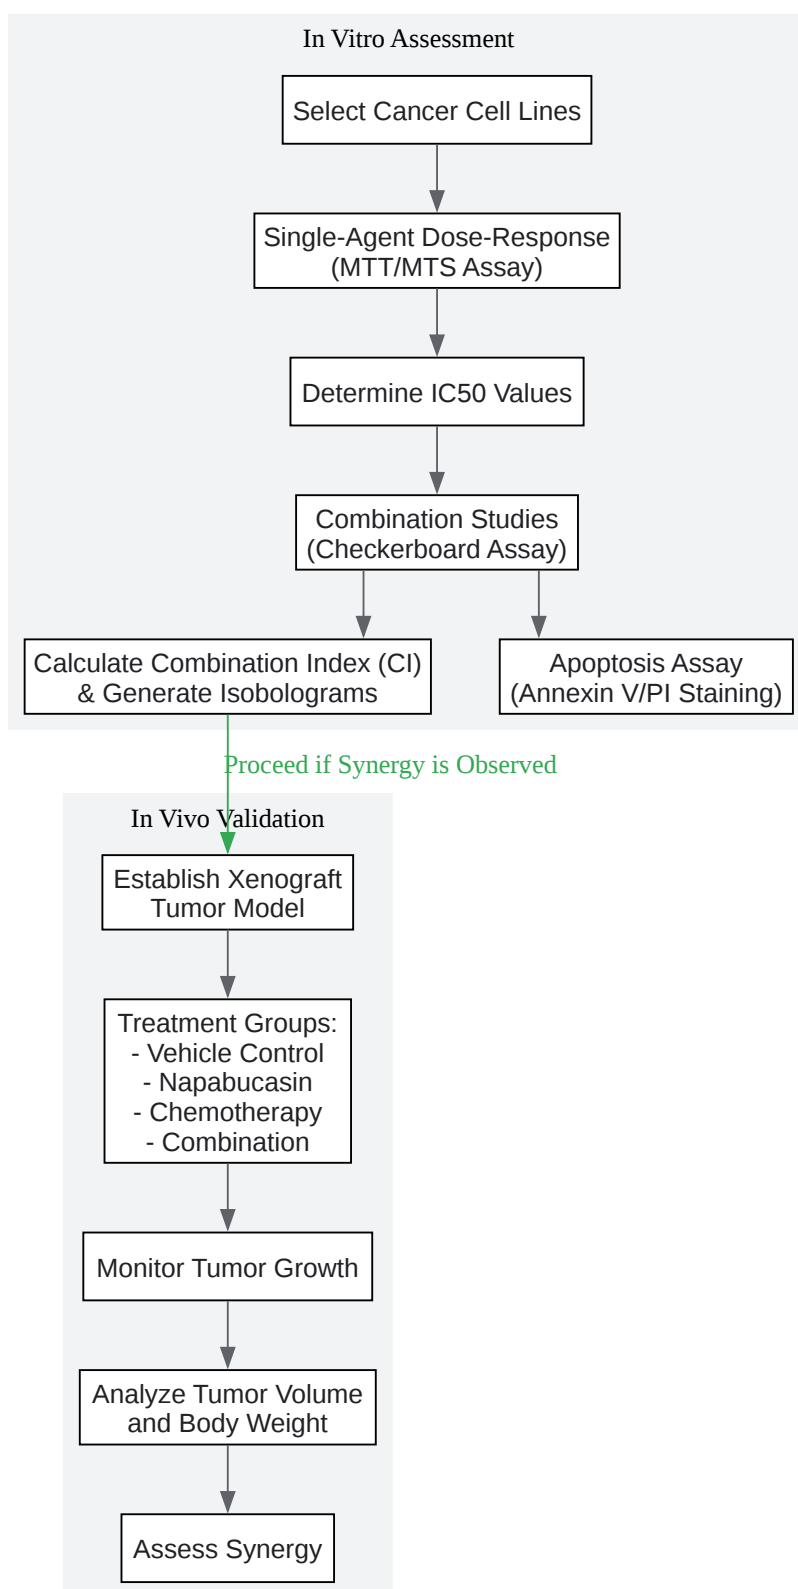 In Vitro Assessment
Select Cancer Cell Lines
Single-Agent Dose-Response
(MTT/MTS Assay)
Determine IC50 Values
Combination Studies
(Checkerboard Assay)
Calculate Combination Index (CI)
& Generate Isobolograms
Apoptosis Assay
(Annexin V/PI Staining)
Proceed if Synergy is Observed
In Vivo Validation
Establish Xenograft
Tumor Model
Treatment Groups:
- Vehicle Control
- Napabucasin
- Chemotherapy
- Combination
Monitor Tumor Growth
Analyze Tumor Volume
and Body Weight
Assess Synergy